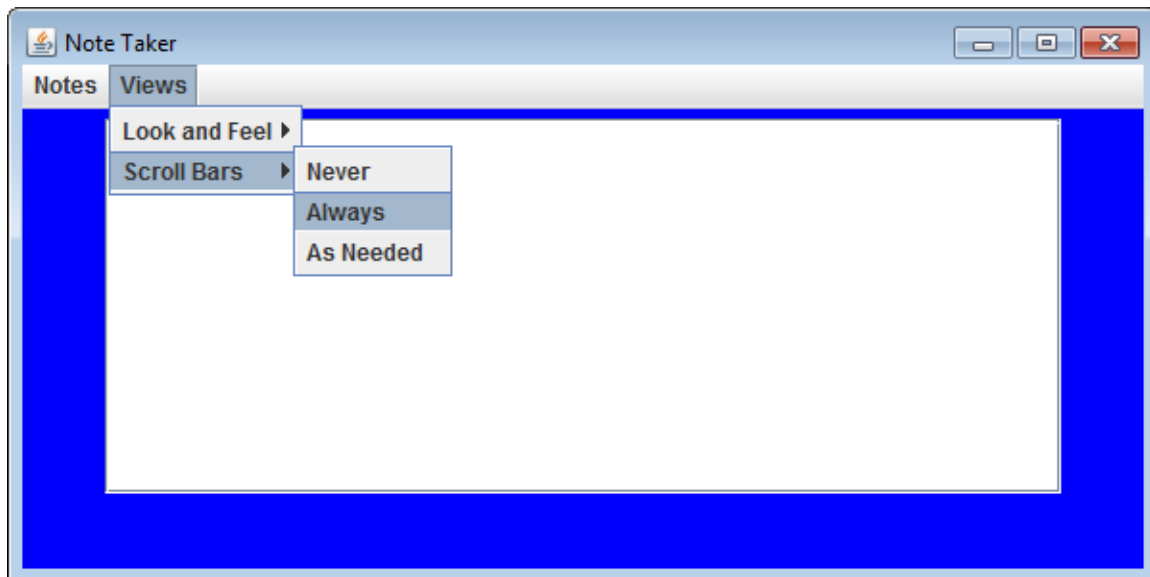 Note Taker
Notes Views
Look and Feel
Scroll Bars
Never
Always
As Needed